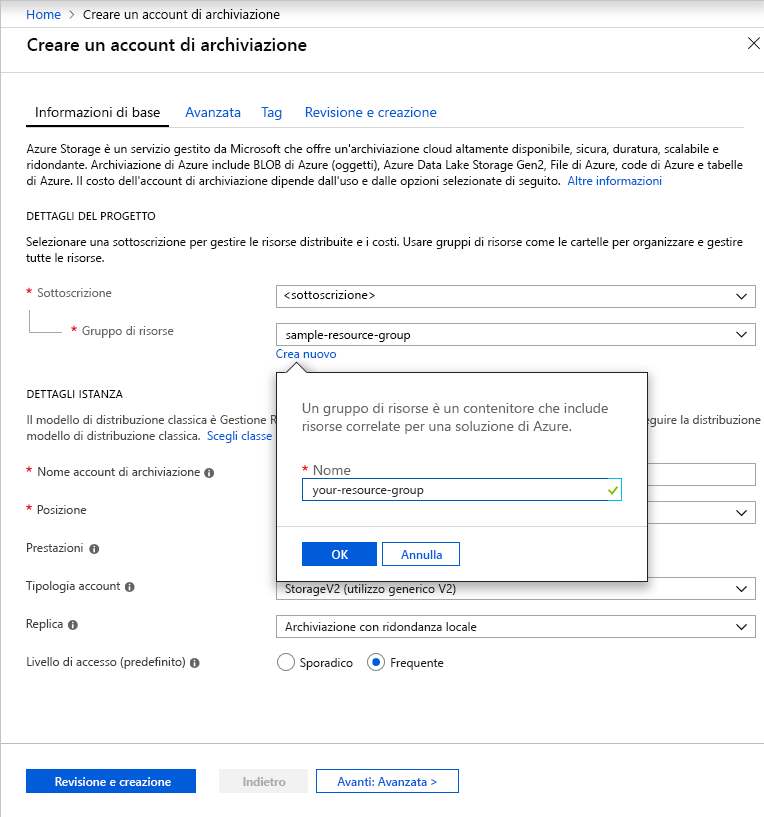 Home > Creare un account di archiviazione
Creare un account di archiviazione
Informazioni di base Avanzata Tag Revisione e creazione
Azure Storage è un servizio gestito da Microsoft che offre un'archiviazione cloud altamente disponibile, sicura, duratura, scalabile e
ridondante. Archiviazione di Azure include BLOB di Azure (oggetti), Azure Data Lake Storage Gen2, File di Azure, code di Azure e tabelle
di Azure. Il costo dell'account di archiviazione dipende dall'uso e dalle opzioni selezionate di seguito. Altre informazioni
DETTAGLI DEL PROGETTO
Selezionare una sottoscrizione per gestire le risorse distribuite e i costi. Usare gruppi di risorse come le cartelle per organizzare e gestire
tutte le risorse.
* Sottoscrizione
<sottoscrizione>
* Gruppo di risorse
sample-resource-group
Crea nuovo
Un gruppo di risorse è un contenitore che include
risorse correlate per una soluzione di Azure.
* Nome
your-resource-group
OK Annulla
DETTAGLI ISTANZA
Il modello di distribuzione classica è Gestione R eguire la distribuzione
modello di distribuzione classica. Scegli classe
* Nome account di archiviazione
* Posizione
Prestazioni
Tipologia account
StorageV2 (utilizzo generico V2)
Replica
Archiviazione con ridondanza locale
Livello di accesso (predefinito)
Sporadico Frequente
Revisione e creazione Indietro Avanti: Avanzata >